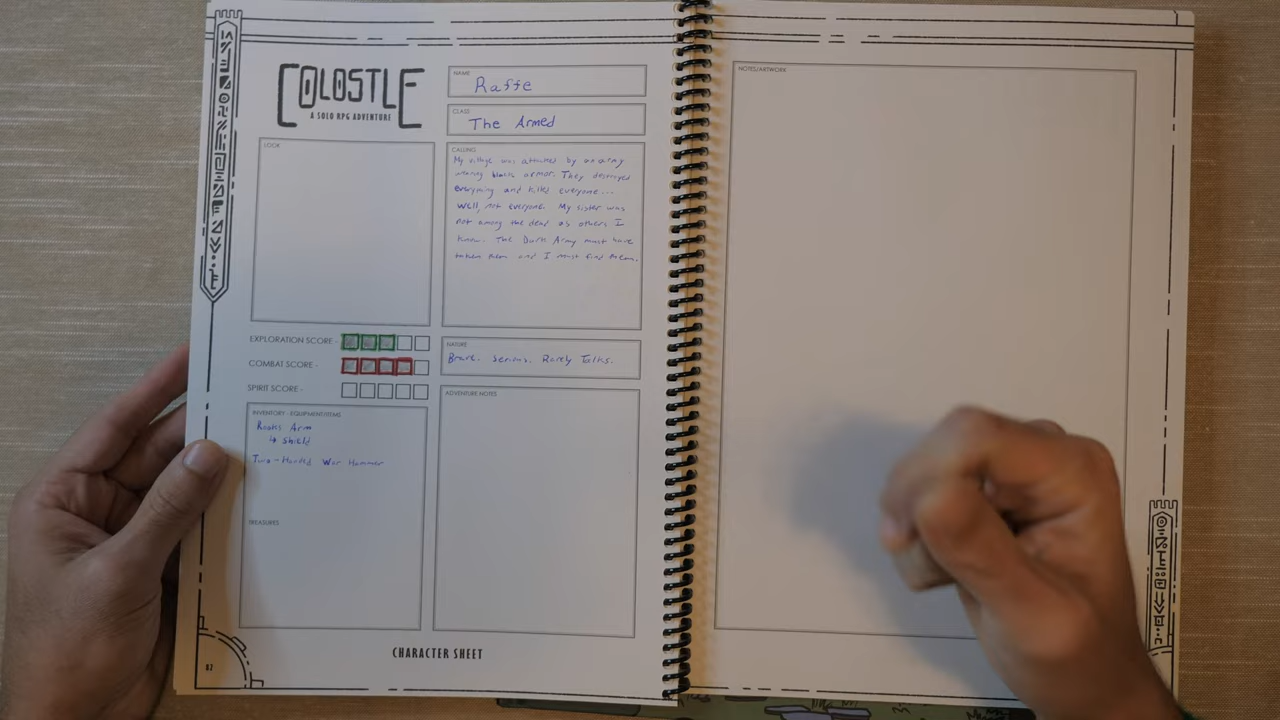 COLOSTLE
A SOLO RPG ADVENTURE
NAME
Raffe
CLASS
The Armed
LOOK
CALLING
My village was attacked by an army
wearing black armor. They destroyed
everything and killed everyone...
Well, not everyone. My sister was
not among the dead as others I
know. The Dark Army must have
taken them and I must find them.
EXPLORATION SCORE -
COMBAT SCORE -
SPIRIT SCORE -
NATURE
Brave. Serious. Rarely Talks.
INVENTORY - EQUIPMENT/ITEMS
Rooks Arm
↳ Shield
Two-Handed War Hammer
TREASURES
ADVENTURE NOTES
CHARACTER SHEET
82
NOTES/ARTWORK